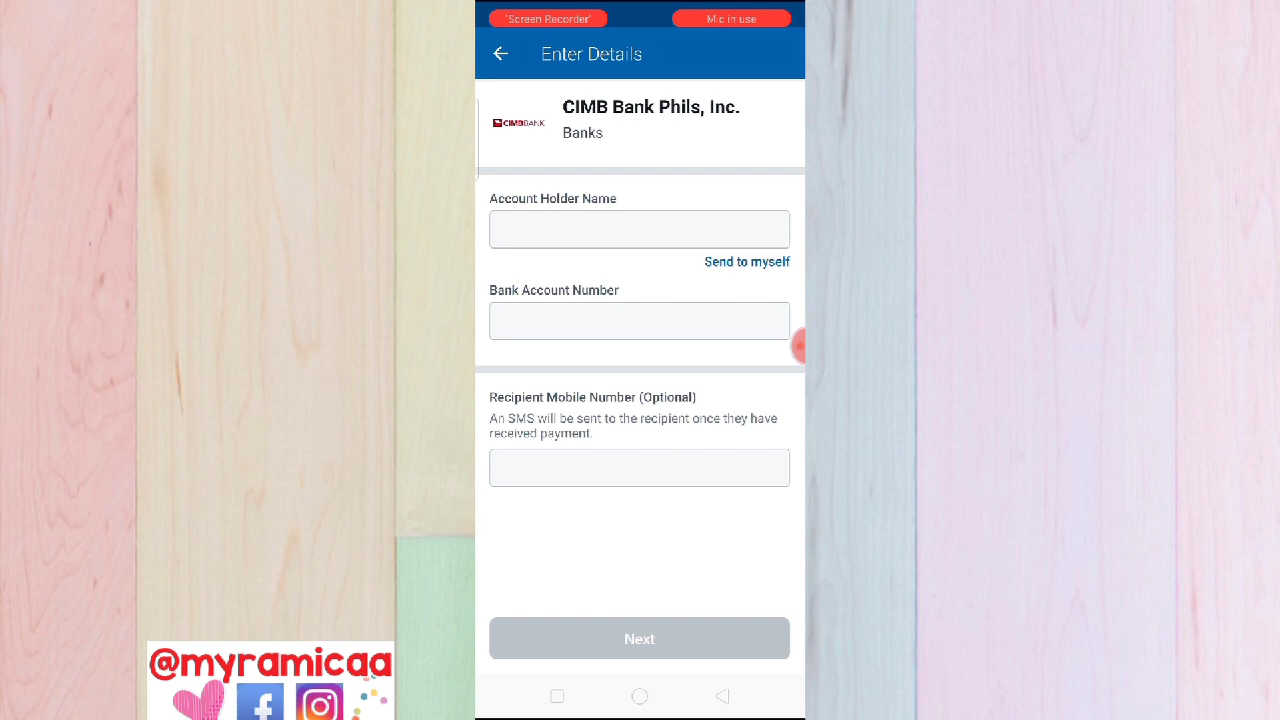 'Screen Recorder'
Mic in use
Enter Details
CIMB BANK
CIMB Bank Phils, Inc.
Banks
Account Holder Name
Send to myself
Bank Account Number
Recipient Mobile Number (Optional)
An SMS will be sent to the recipient once they have
received payment.
Next
@myramicaa